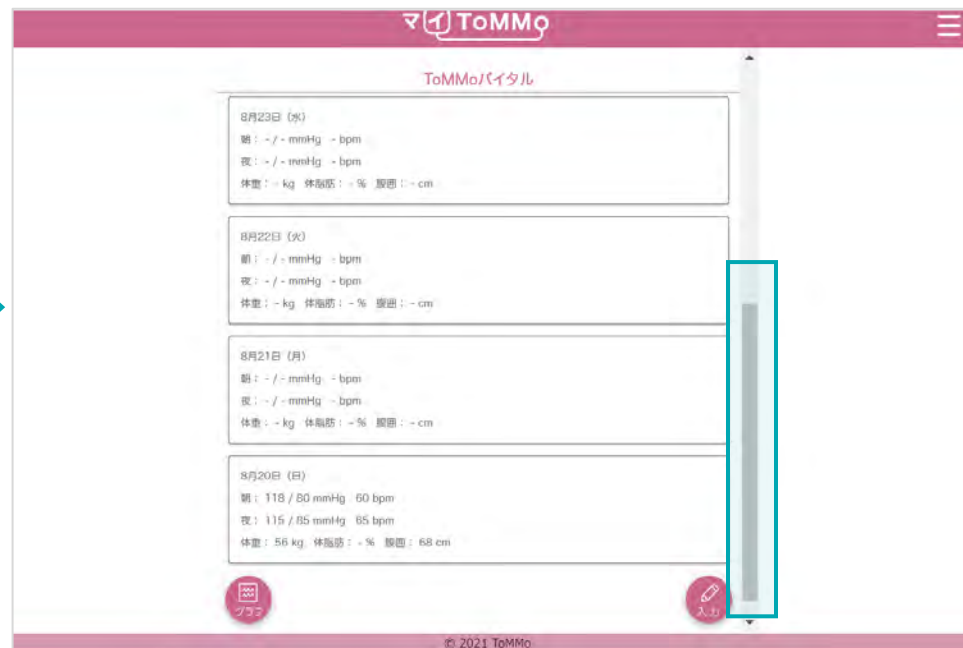 マイToMMo
ToMMoバイタル
8月23日（水）
朝： - / - mmHg - bpm
夜： - / - mmHg - bpm
体重： - kg 体脂肪： - % 腹囲： - cm
8月22日（火）
朝： - / - mmHg - bpm
夜： - / - mmHg - bpm
体重： - kg 体脂肪： - % 腹囲： - cm
8月21日（月）
朝： - / - mmHg - bpm
夜： - / - mmHg - bpm
体重： - kg 体脂肪： - % 腹囲： - cm
8月20日（日）
朝： 118 / 80 mmHg 60 bpm
夜： 115 / 85 mmHg 65 bpm
体重： 56 kg 体脂肪： - % 腹囲： 68 cm
グラフ
入力
© 2021 ToMMo